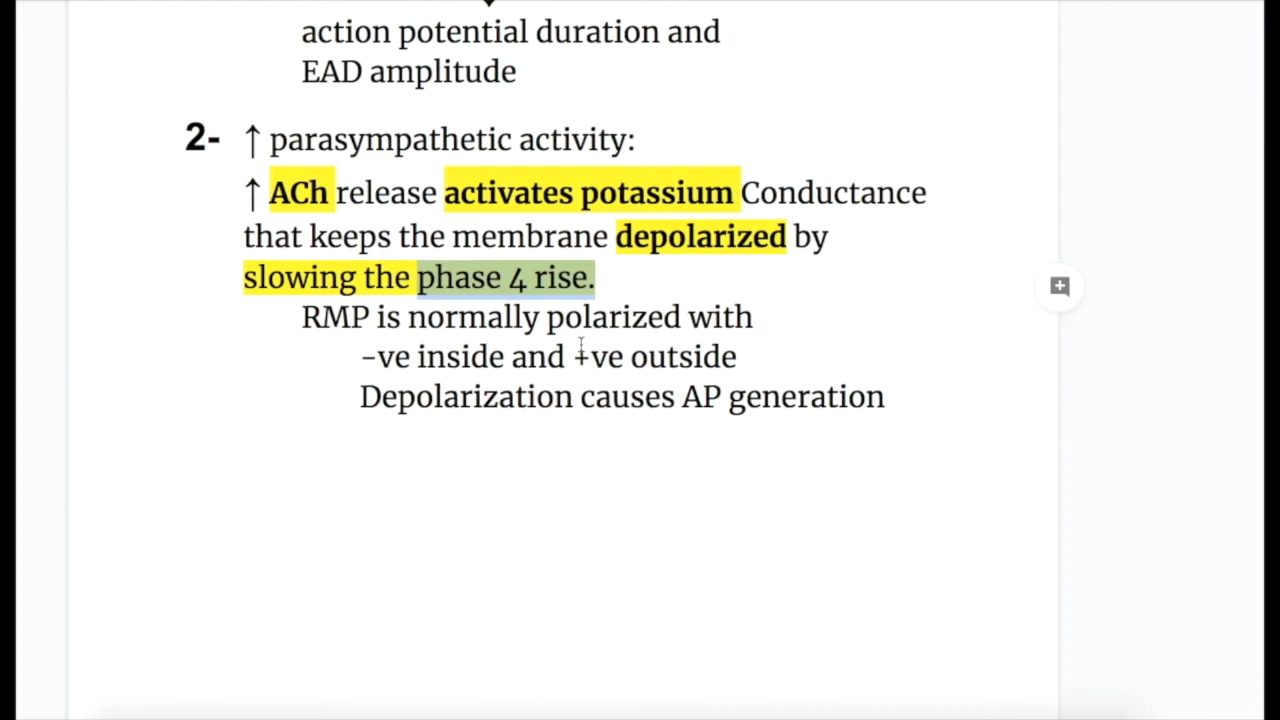 action potential duration and
EAD amplitude
2- ↑ parasympathetic activity:
↑ ACh release activates potassium Conductance
that keeps the membrane depolarized by
slowing the phase 4 rise.
RMP is normally polarized with
-ve inside and +ve outside
Depolarization causes AP generation